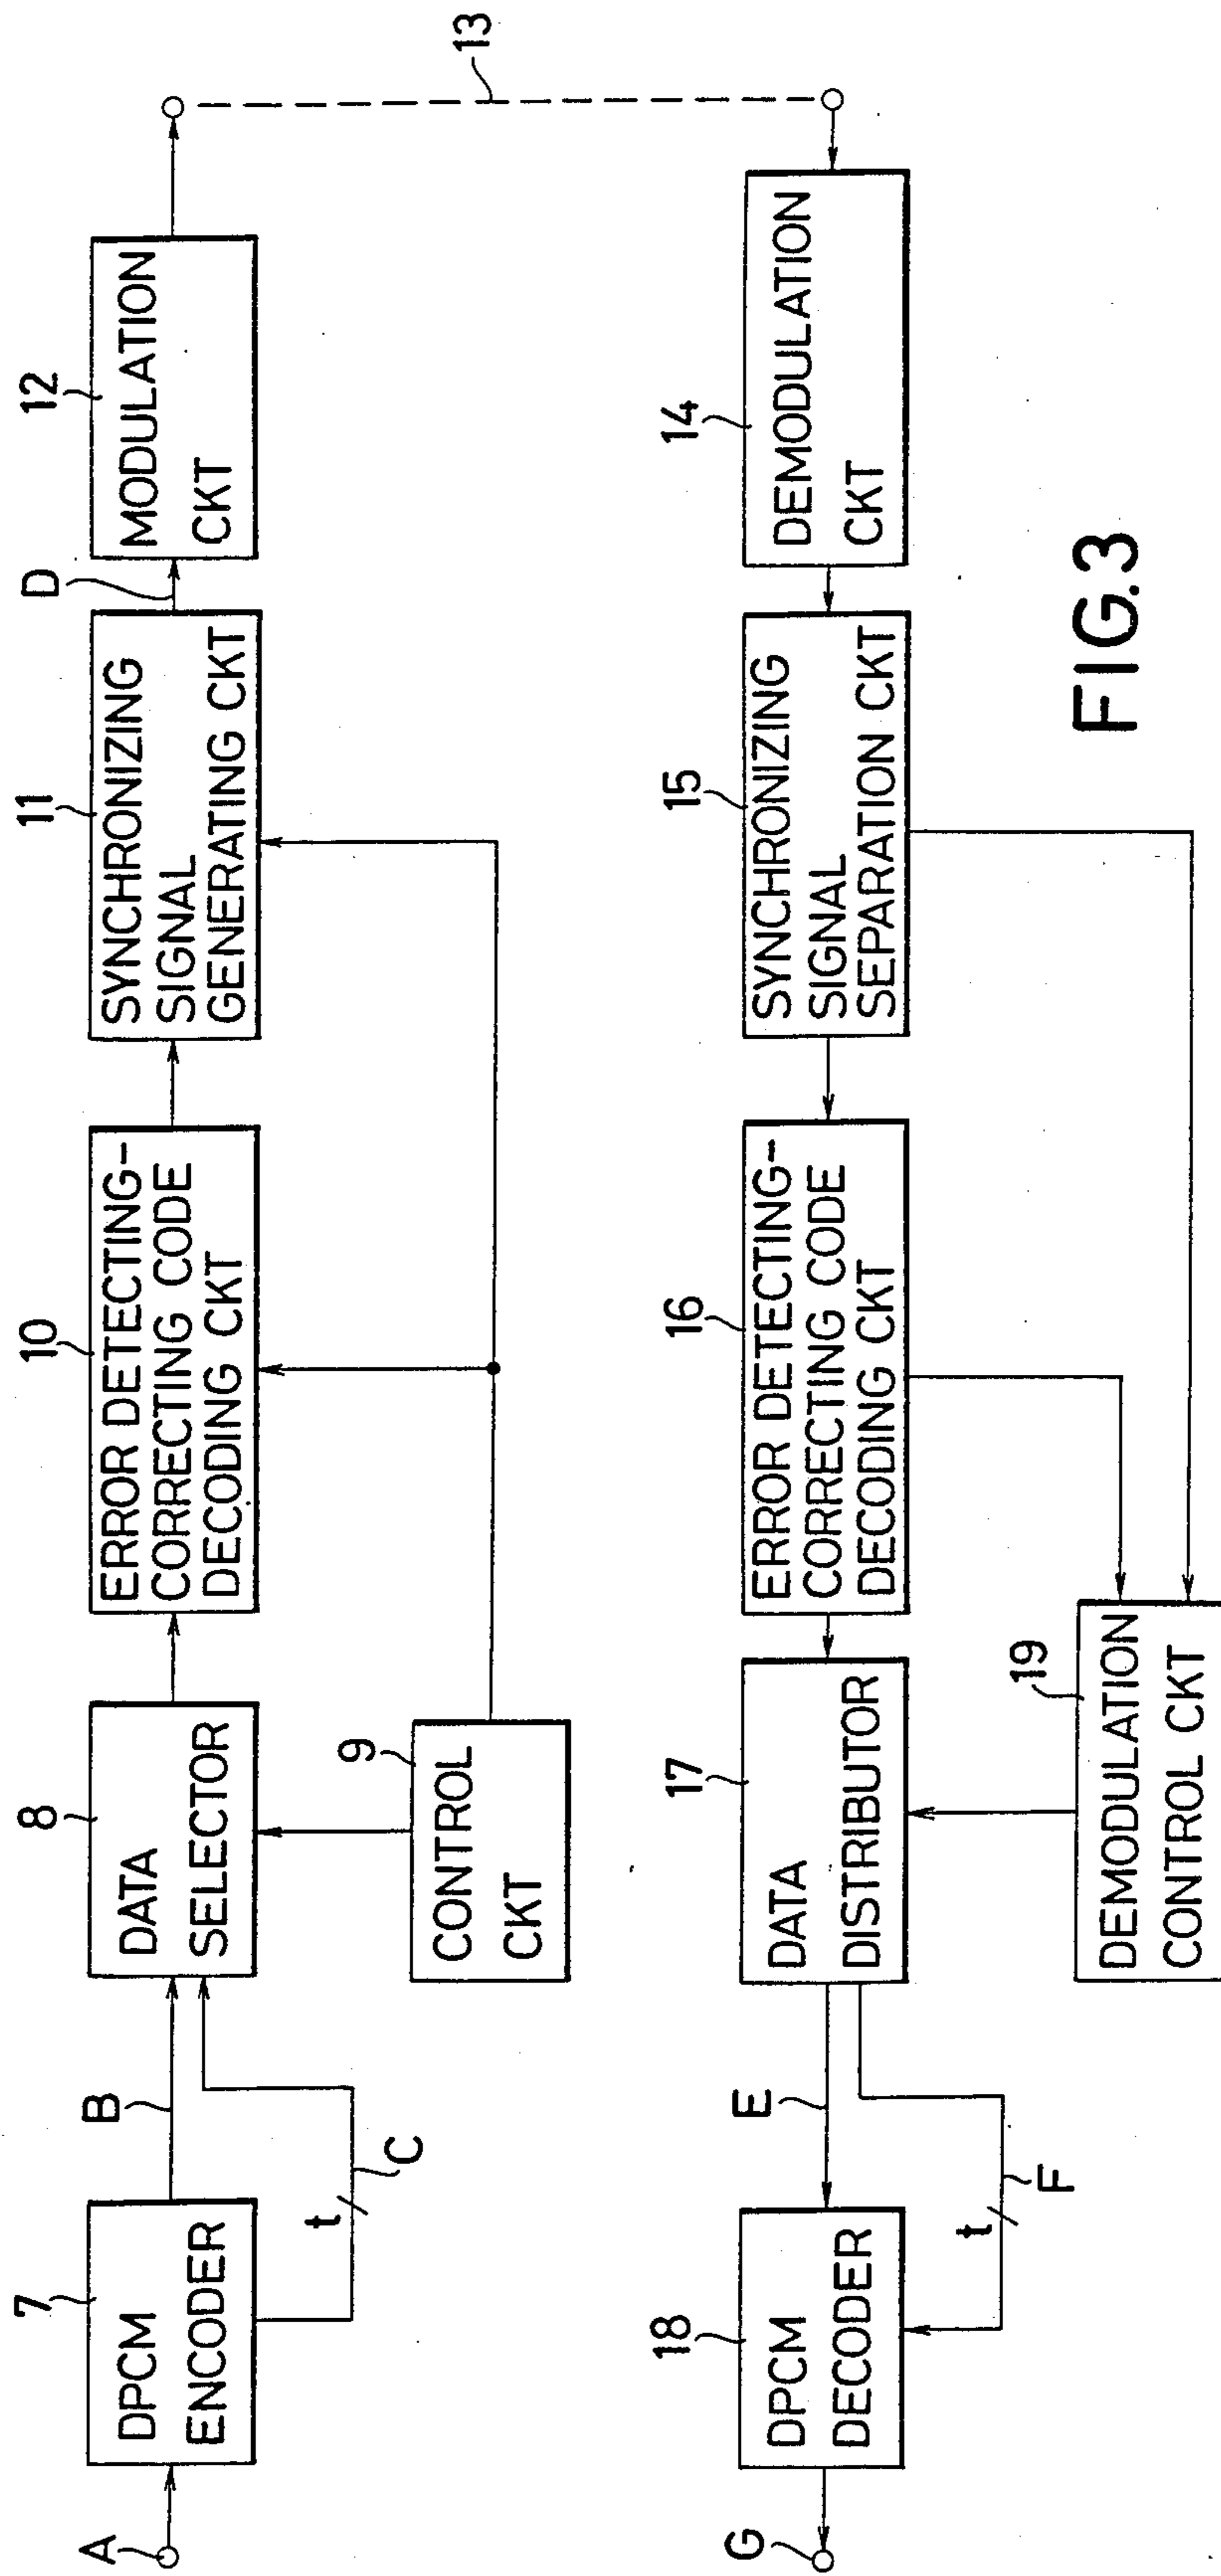 A
7
DPCM
ENCODER
B
t
C
8
DATA
SELECTOR
9
CONTROL
CKT
10
ERROR DETECTING-
CORRECTING CODE
DECODING CKT
11
SYNCHRONIZING
SIGNAL
GENERATING CKT
D
12
MODULATION
CKT
13
14
DEMODULATION
CKT
15
SYNCHRONIZING
SIGNAL
SEPARATION CKT
16
ERROR DETECTING-
CORRECTING CODE
DECODING CKT
17
DATA
DISTRIBUTOR
19
DEMODULATION
CONTROL CKT
E
t
F
18
DPCM
DECODER
G
FIG.3